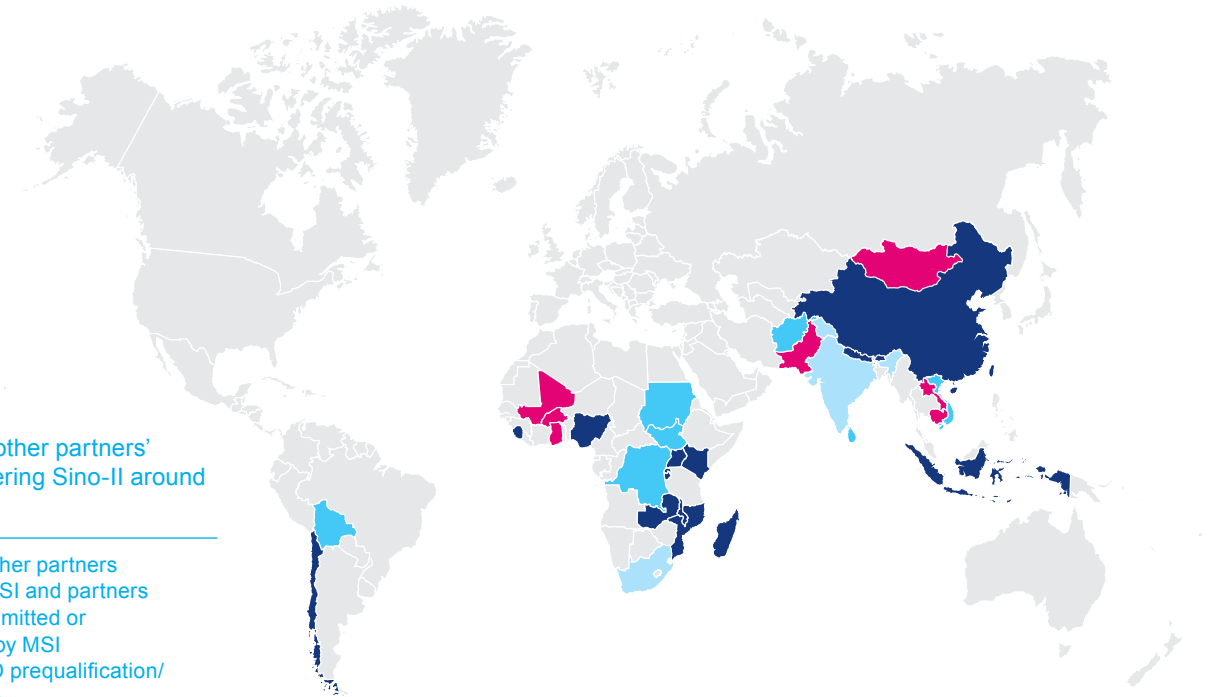 other partners’
ering Sino-II around
her partners
SI and partners
mitted or
by MSI
prequalification/